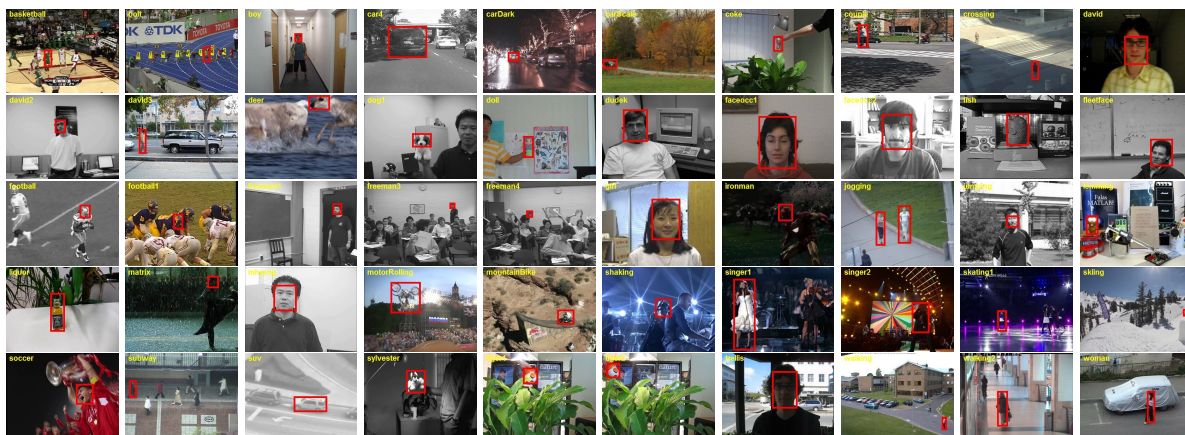 basketball
bolt
boy
car4
carDark
carScale
coke
couple
crossing
david
david2
david3
deer
dog1
doll
dudek
faceocc1
faceocc2
fish
fleetface
football
football1
freeman1
freeman3
freeman4
girl
ironman
jogging
jumping
lemming
liquor
matrix
mhyang
motorRolling
mountainBike
shaking
singer1
singer2
skating1
skiing
soccer
subway
suv
sylvester
tiger1
tiger2
trellis
walking
walking2
woman
TDK
TDK
MATLAB